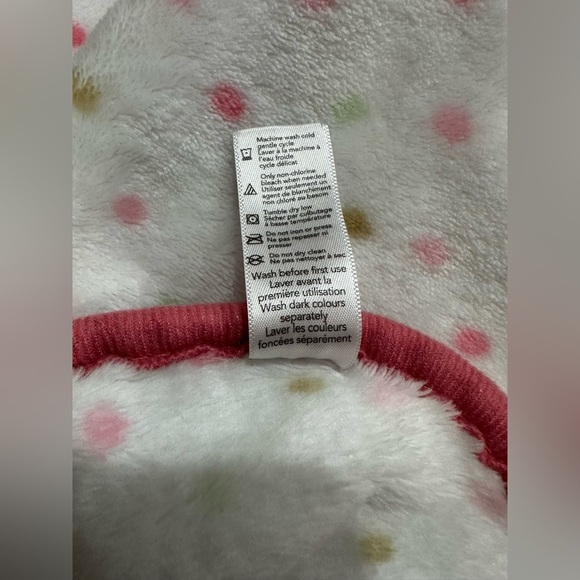 Machine wash cold
gentle cycle
Laver à la machine à
l'eau froide
cycle délicat
Only non-chlorine
bleach when needed
Utiliser seulement un
agent de blanchiment
non chloré au besoin
Tumble dry low
Sécher par culbutage
à basse température
Do not iron or press
Ne pas repasser ni
presser
Do not dry clean
Ne pas nettoyer à sec
Wash before first use
Laver avant la
première utilisation
Wash dark colours
separately
Laver les couleurs
foncées séparément